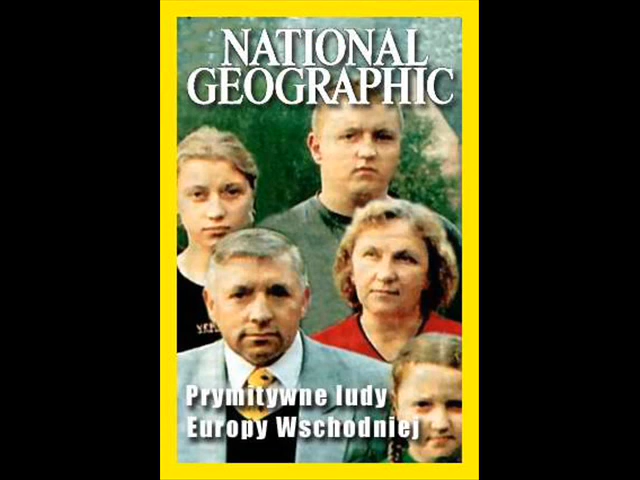 NATIONAL
GEOGRAPHIC
Prymitywne ludy
Europy Wschodniej